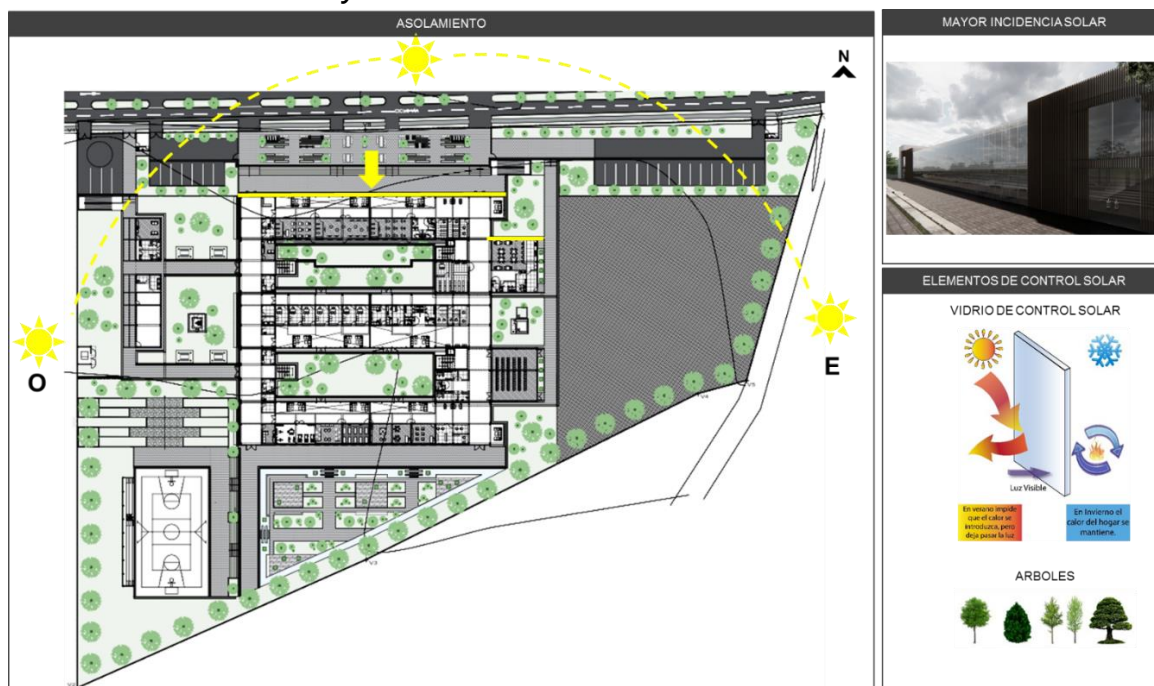 y
ASOLAMIENTO
N
O
E
MAYOR INCIDENCIA SOLAR
ELEMENTOS DE CONTROL SOLAR
VIDRIO DE CONTROL SOLAR
Luz Visible
En verano impide
que el calor se
introduzca, pero
deja pasar la luz
En Invierno el
calor del hogar se
mantiene.
ARBOLES